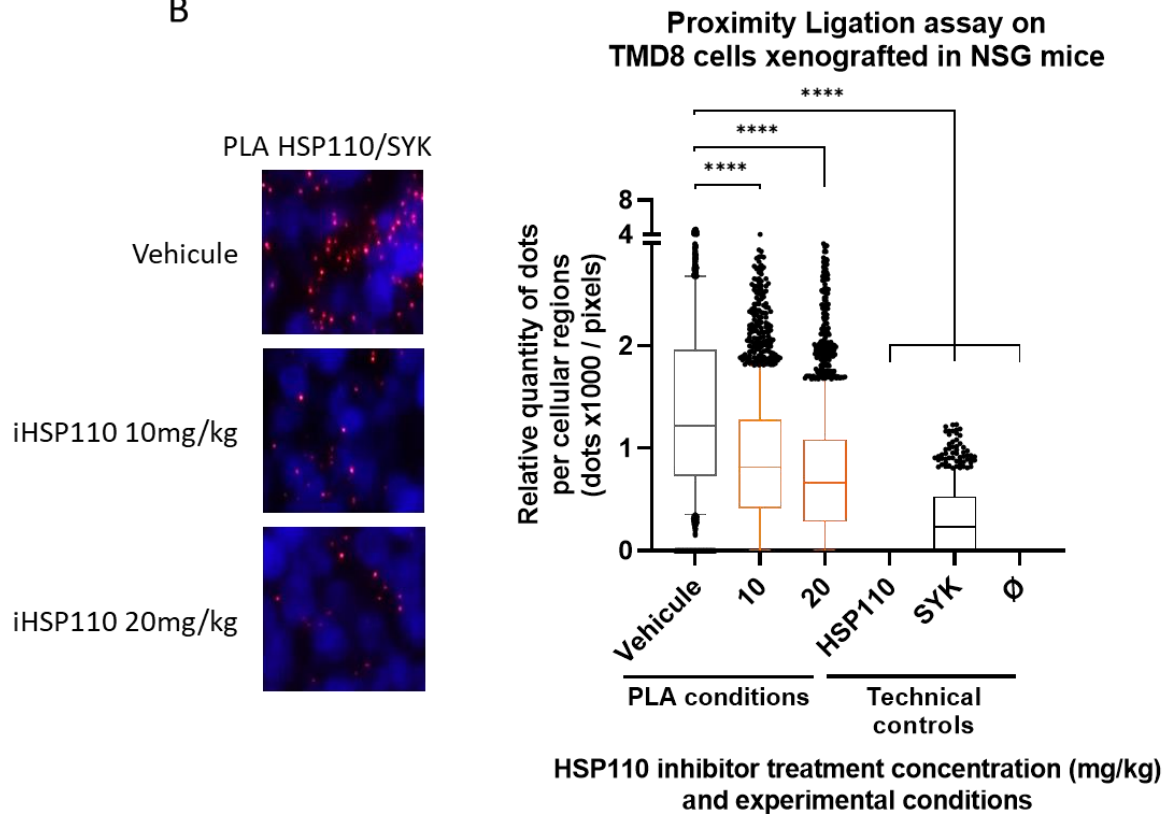 B
Proximity Ligation assay on
TMD8 cells xenografted in NSG mice
PLA HSP110/SYK
Vehicule
iHSP110 10mg/kg
iHSP110 20mg/kg
****
****
****
Relative quantity of dots
per cellular regions
(dots x1000 / pixels)
8
4
2
1
0
Vehicule
10
20
HSP110
SYK
Ø
PLA conditions
Technical
controls
HSP110 inhibitor treatment concentration (mg/kg)
and experimental conditions